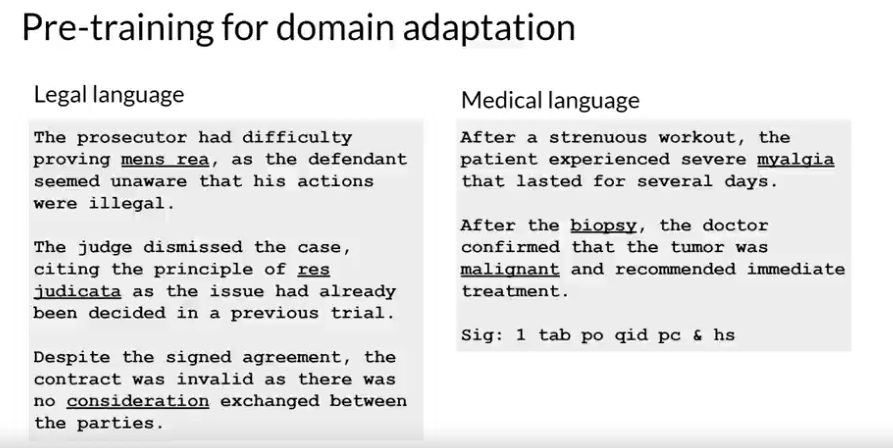 Pre-training for domain adaptation
Legal language
The prosecutor had difficulty
proving mens rea, as the defendant
seemed unaware that his actions
were illegal.
The judge dismissed the case,
citing the principle of res
judicata as the issue had already
been decided in a previous trial.
Despite the signed agreement, the
contract was invalid as there was
no consideration exchanged between
the parties.
Medical language
After a strenuous workout, the
patient experienced severe myalgia
that lasted for several days.
After the biopsy, the doctor
confirmed that the tumor was
malignant and recommended immediate
treatment.
Sig: 1 tab po qid pc & hs